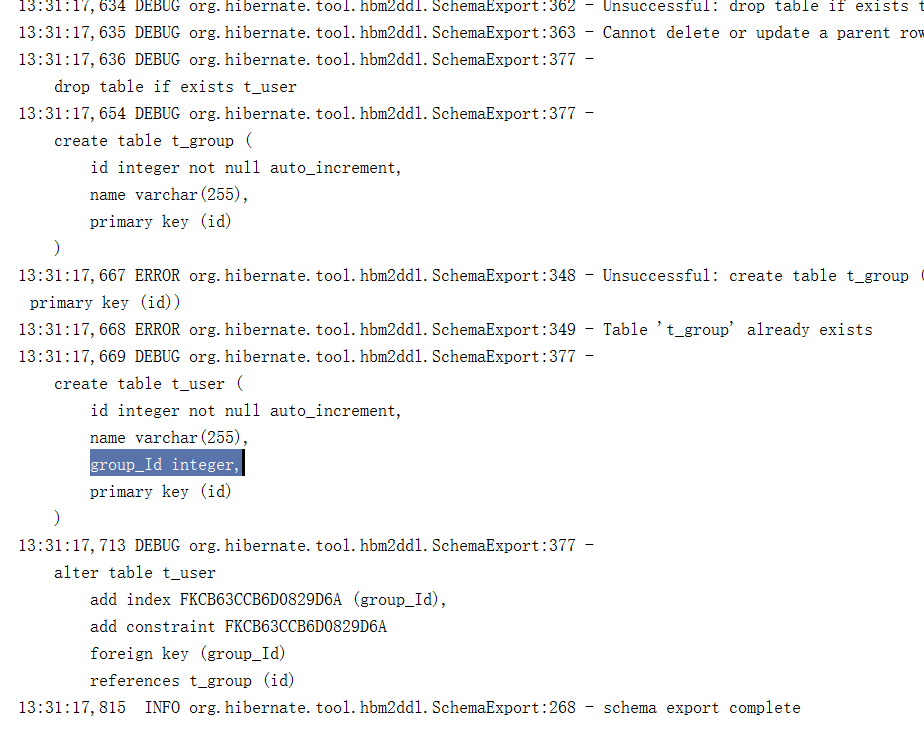 13:31:17,634 DEBUG org.hibernate.tool.hbm2ddl.SchemaExport:362 - Unsuccessful: drop table if exists
13:31:17,635 DEBUG org.hibernate.tool.hbm2ddl.SchemaExport:363 - Cannot delete or update a parent row
13:31:17,636 DEBUG org.hibernate.tool.hbm2ddl.SchemaExport:377 -
drop table if exists t_user
13:31:17,654 DEBUG org.hibernate.tool.hbm2ddl.SchemaExport:377 -
create table t_group (
id integer not null auto_increment,
name varchar(255),
primary key (id)
)
13:31:17,667 ERROR org.hibernate.tool.hbm2ddl.SchemaExport:348 - Unsuccessful: create table t_group (
primary key (id))
13:31:17,668 ERROR org.hibernate.tool.hbm2ddl.SchemaExport:349 - Table 't_group' already exists
13:31:17,669 DEBUG org.hibernate.tool.hbm2ddl.SchemaExport:377 -
create table t_user (
id integer not null auto_increment,
name varchar(255),
group_Id integer,
primary key (id)
)
13:31:17,713 DEBUG org.hibernate.tool.hbm2ddl.SchemaExport:377 -
alter table t_user
add index FKCB63CCB6D0829D6A (group_Id),
add constraint FKCB63CCB6D0829D6A
foreign key (group_Id)
references t_group (id)
13:31:17,815 INFO org.hibernate.tool.hbm2ddl.SchemaExport:268 - schema export complete